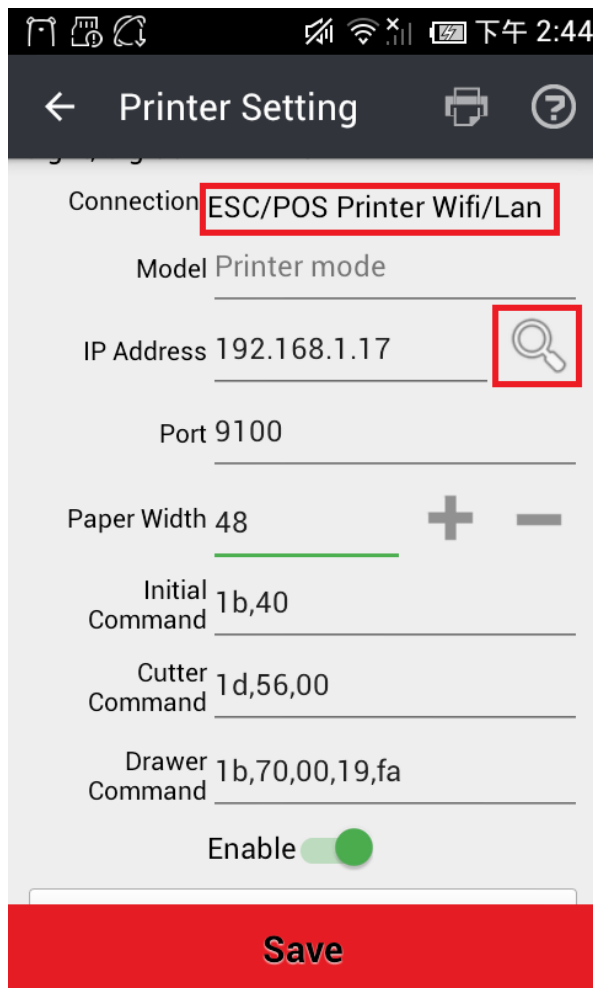 下午 2:44
Printer Setting
Connection ESC/POS Printer Wifi/Lan
Model Printer mode
IP Address 192.168.1.17
Port 9100
Paper Width 48
Initial
Command 1b,40
Cutter
Command 1d,56,00
Drawer
Command 1b,70,00,19,fa
Enable
Save